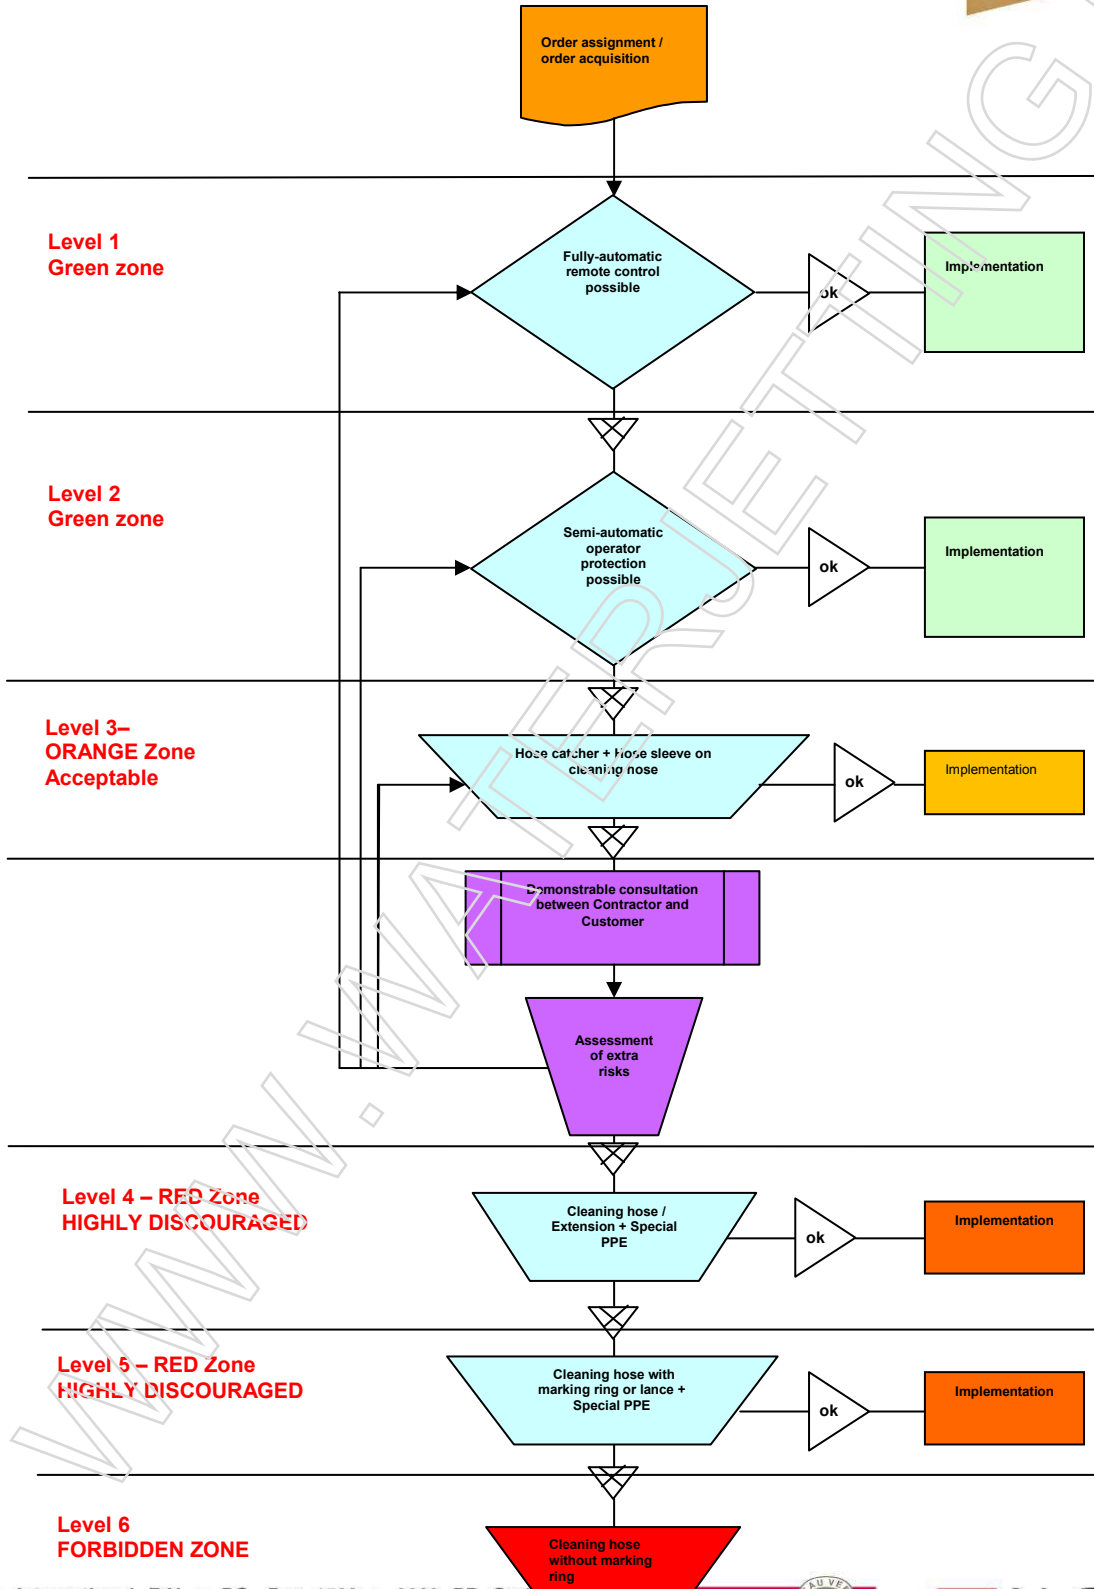 Order assignment /
order acquisition
Level 1
Green zone
Fully-automatic
remote control
possible
ok
Implementation
Level 2
Green zone
Semi-automatic
operator
protection
possible
ok
Implementation
Level 3–
ORANGE Zone
Acceptable
Hose catcher + Hose sleeve on
cleaning hose
ok
Implementation
Demonstrable consultation
between Contractor and
Customer
Assessment
of extra
risks
Level 4 – RED Zone
HIGHLY DISCOURAGED
Cleaning hose /
Extension + Special
PPE
ok
Implementation
Level 5 – RED Zone
HIGHLY DISCOURAGED
Cleaning hose with
marking ring or lance +
Special PPE
ok
Implementation
Level 6
FORBIDDEN ZONE
Cleaning hose
without marking
ring
WWW.WATERJETTING